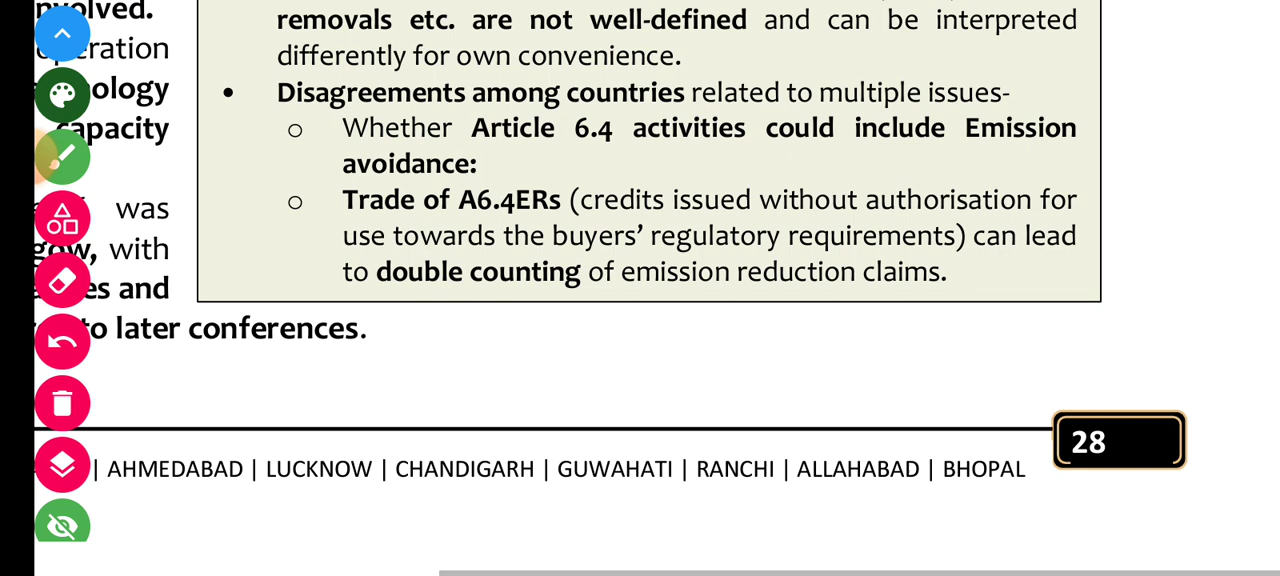 removals etc. are not well-defined and can be interpreted
differently for own convenience.
• Disagreements among countries related to multiple issues-
o Whether Article 6.4 activities could include Emission
avoidance:
o Trade of A6.4ERs (credits issued without authorisation for
use towards the buyers' regulatory requirements) can lead
to double counting of emission reduction claims.
capacity
was
with
and
to later conferences.
28
| AHMEDABAD | LUCKNOW | CHANDIGARH | GUWAHATI | RANCHI | ALLAHABAD | BHOPAL